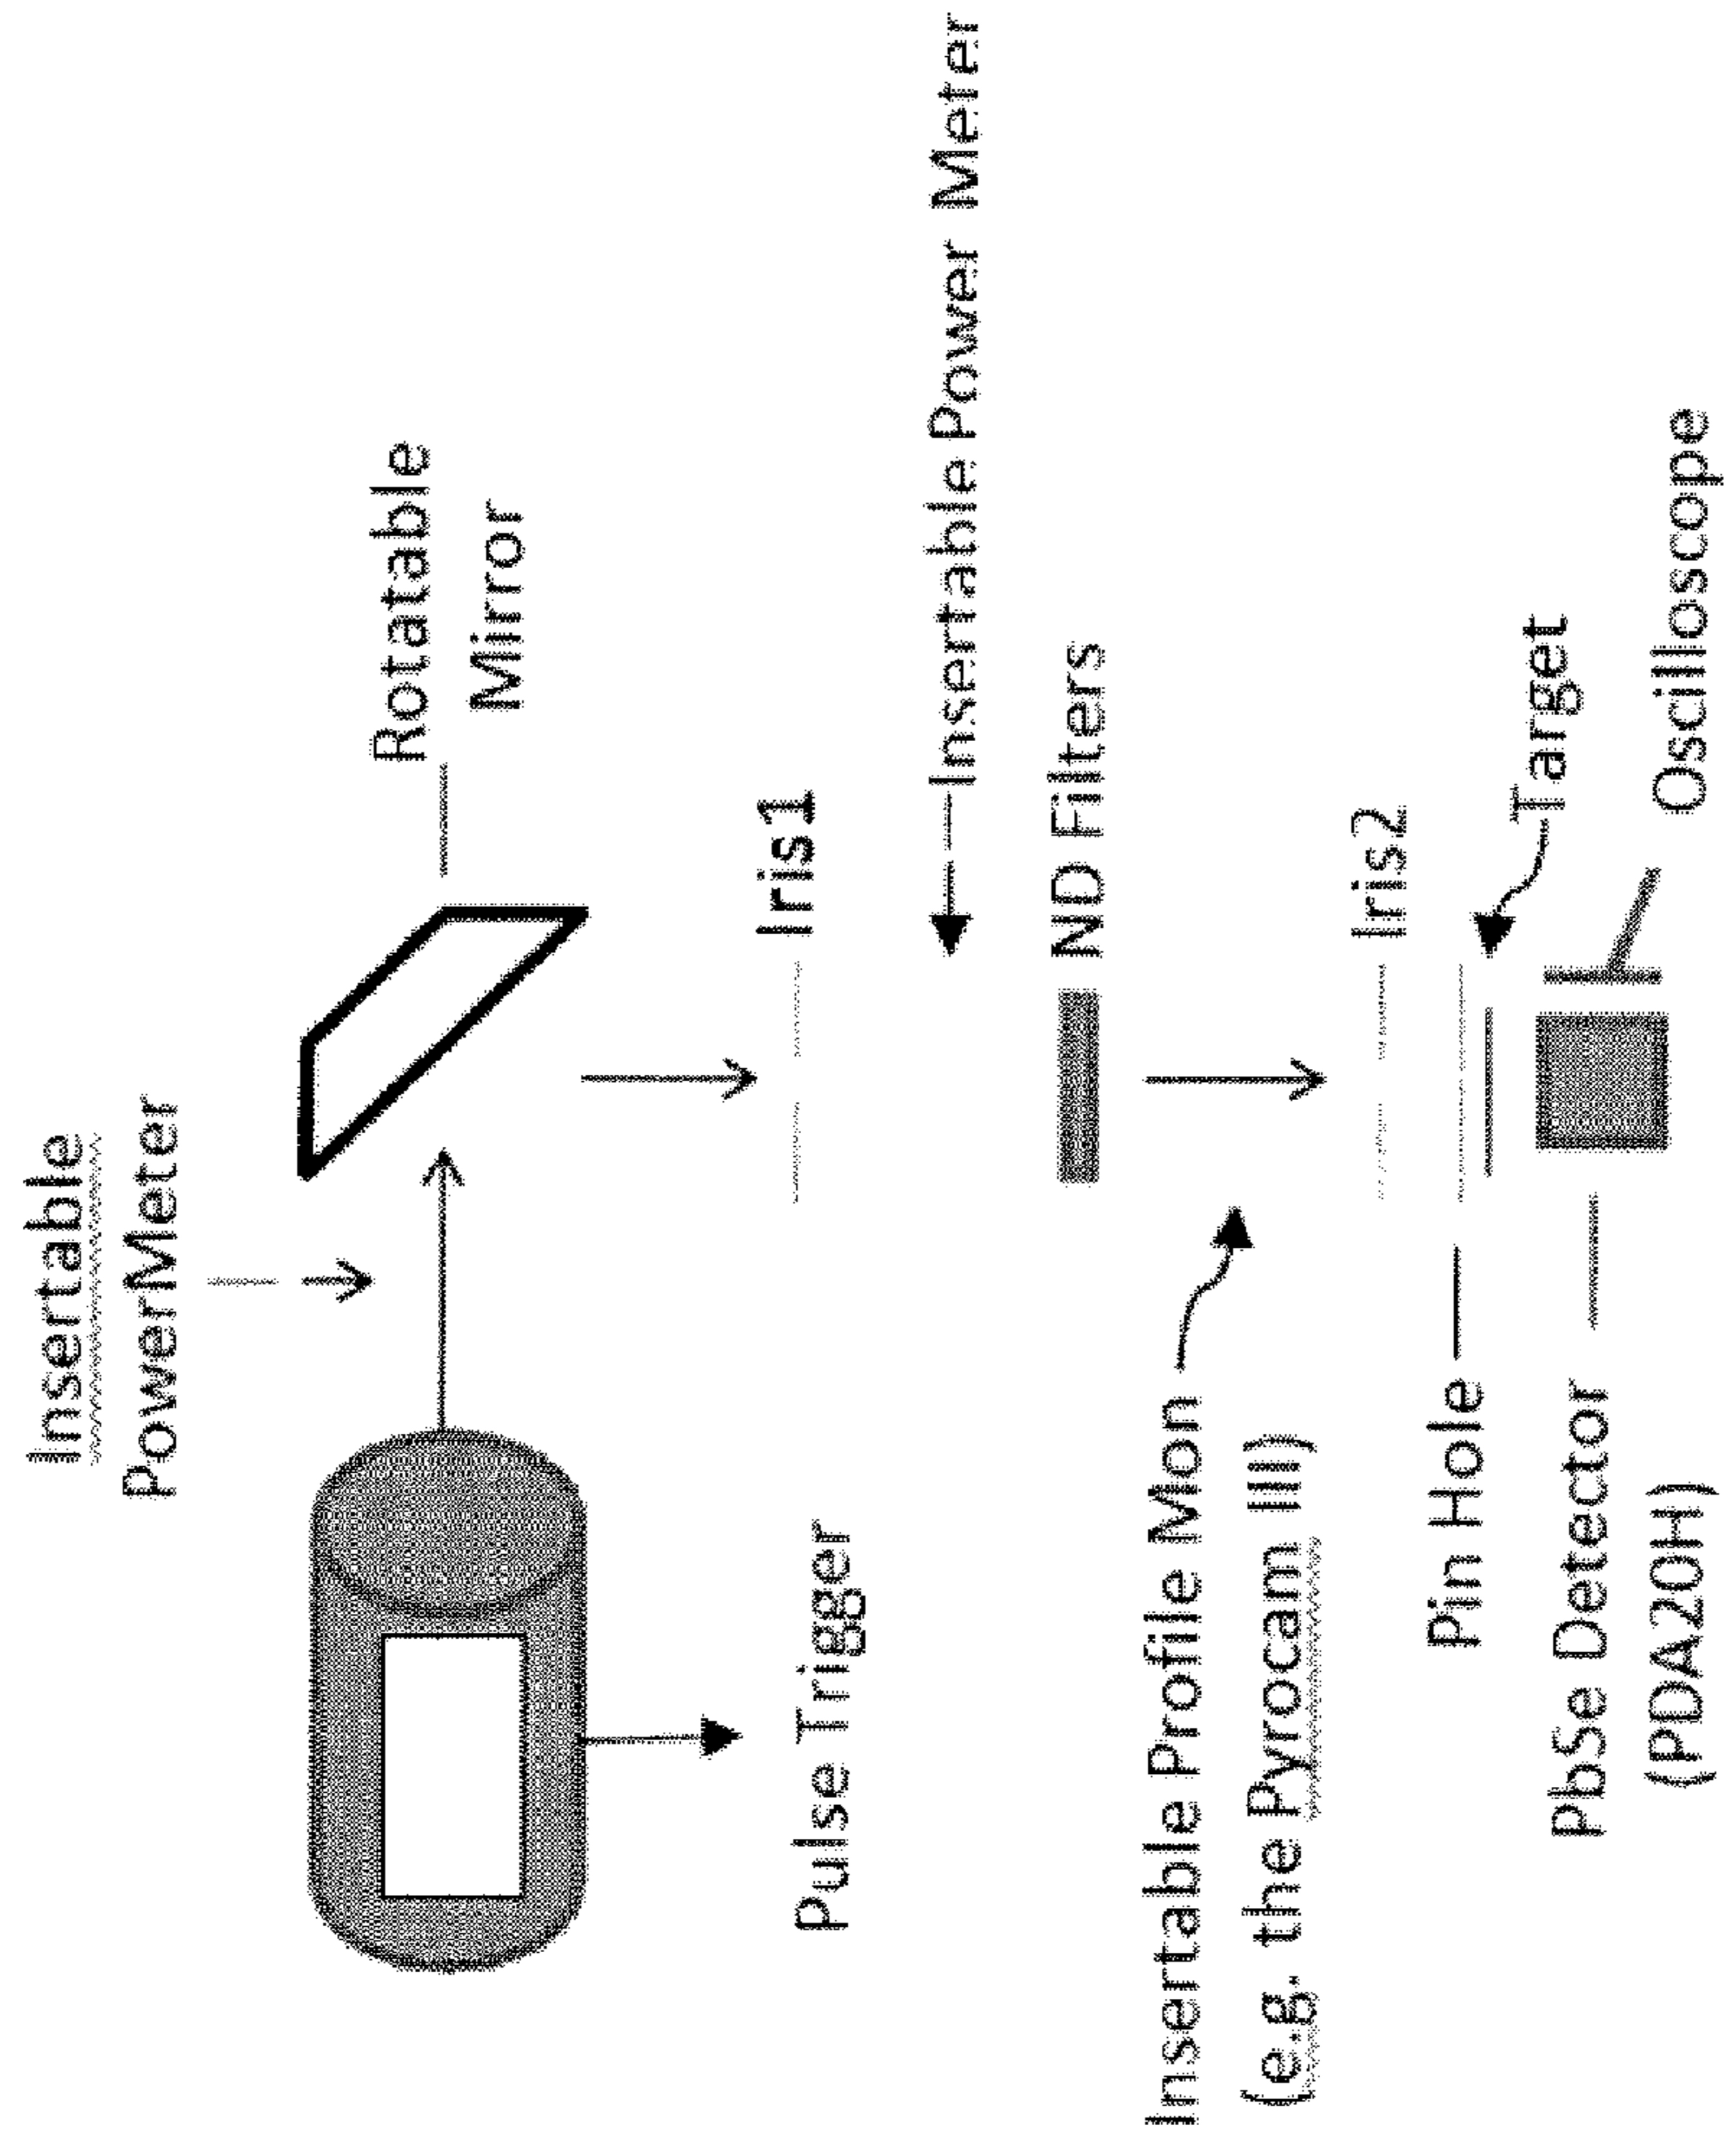 Insertable
PowerMeter
Rotatable
Mirror
Pulse Trigger
Iris1
Insertable Power Meter
ND Filters
Insertable Profile Mon
(e.g. the Pyrocam III)
Iris2
Pin Hole
Target
PbSe Detector
(PDA20H)
Oscilloscope